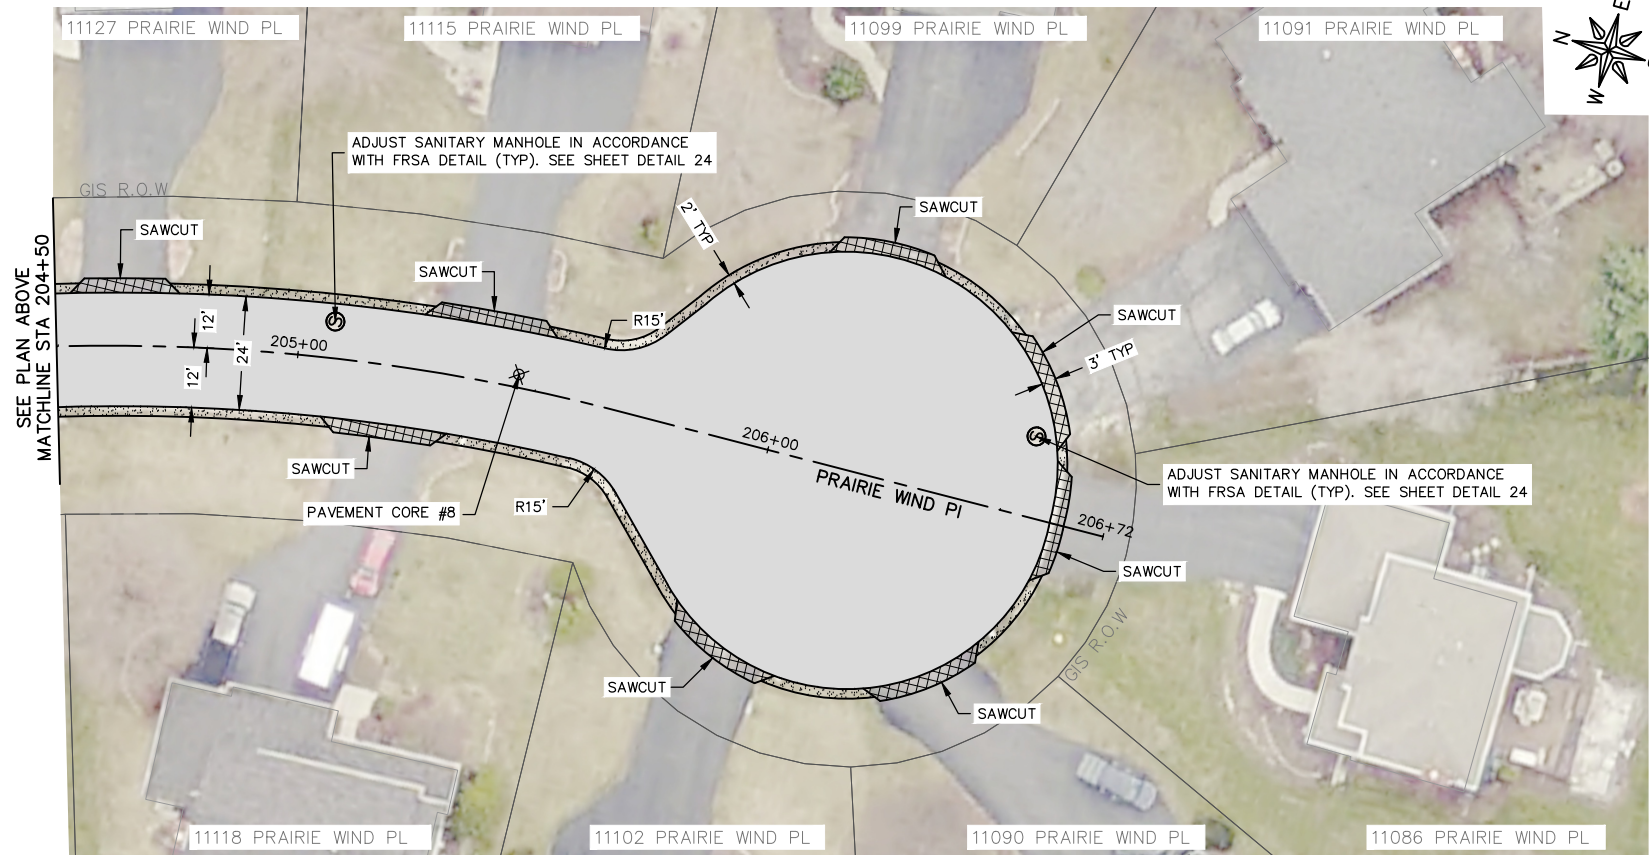 11127 PRAIRIE WIND PL
11115 PRAIRIE WIND PL
11099 PRAIRIE WIND PL
11091 PRAIRIE WIND PL
E
N
W
ADJUST SANITARY MANHOLE IN ACCORDANCE
WITH FRSA DETAIL (TYP). SEE SHEET DETAIL 24
GIS R.O.W
SAWCUT
2' TYP
SAWCUT
SEE PLAN ABOVE
MATCHLINE STA 204+50
SAWCUT
S
R15'
SAWCUT
12'
205+00
24'
12'
3' TYP
206+00
S
SAWCUT
PRAIRIE WIND Pl
ADJUST SANITARY MANHOLE IN ACCORDANCE
WITH FRSA DETAIL (TYP). SEE SHEET DETAIL 24
PAVEMENT CORE #8
R15'
206+72
SAWCUT
GIS R.O.W
SAWCUT
SAWCUT
11118 PRAIRIE WIND PL
11102 PRAIRIE WIND PL
11090 PRAIRIE WIND PL
11086 PRAIRIE WIND PL